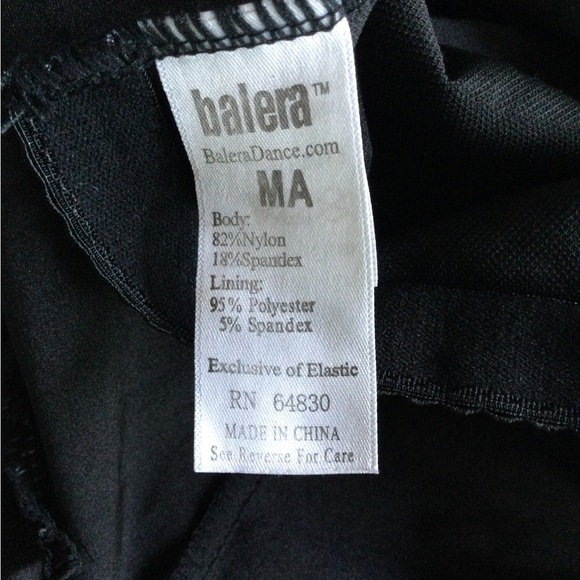 balera™
BaleraDance.com
MA
Body:
82%Nylon
18%Spandex
Lining:
95% Polyester
5% Spandex
Exclusive of Elastic
RN 64830
MADE IN CHINA
See Reverse For Care